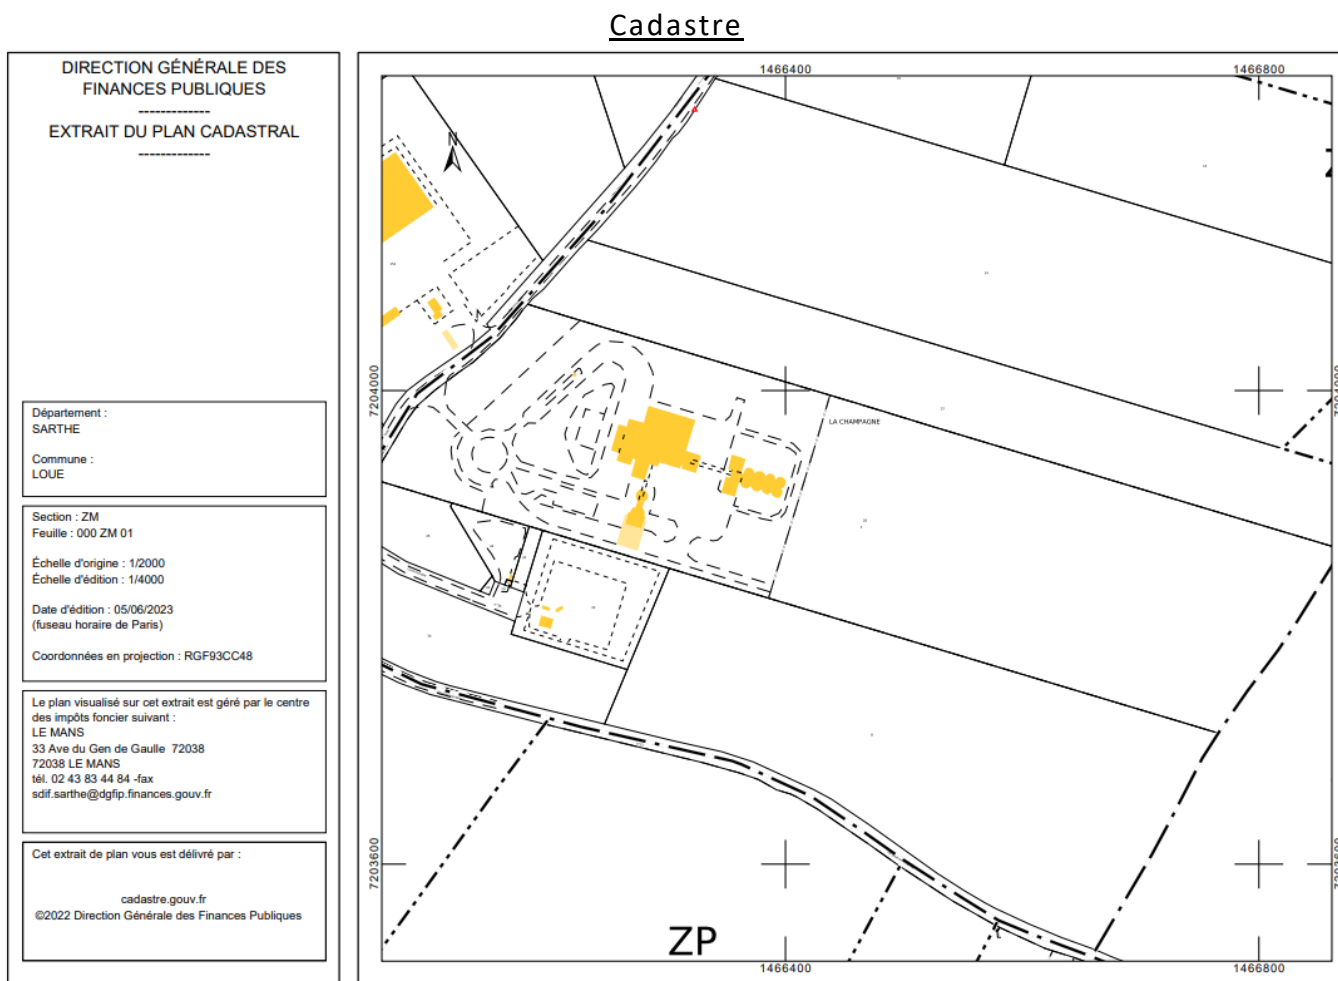 Cadastre
DIRECTION GÉNÉRALE DES
FINANCES PUBLIQUES
-------------
EXTRAIT DU PLAN CADASTRAL
-------------
Département :
SARTHE
Commune :
LOUE
Section : ZM
Feuille : 000 ZM 01
Échelle d'origine : 1/2000
Échelle d'édition : 1/4000
Date d'édition : 05/06/2023
(fuseau horaire de Paris)
Coordonnées en projection : RGF93CC48
Le plan visualisé sur cet extrait est géré par le centre
des impôts foncier suivant :
LE MANS
33 Ave du Gen de Gaulle 72038
72038 LE MANS
tél. 02 43 83 44 84 -fax
sdif.sarthe@dgfip.finances.gouv.fr
Cet extrait de plan vous est délivré par :
cadastre.gouv.fr
©2022 Direction Générale des Finances Publiques
1466400
1466800
N
7204000
7204000
LA CHAMPAGNE
7203600
7203600
ZP
1466400
1466800